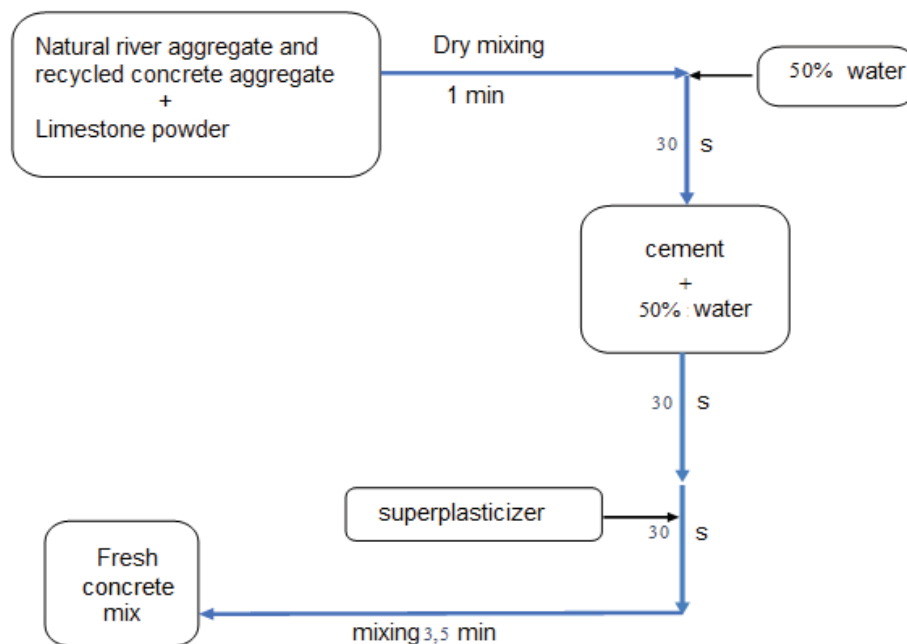 Natural river aggregate and
recycled concrete aggregate
+
Limestone powder
Dry mixing
1 min
50% water
30 s
cement
+
50% water
30 s
superplasticizer
30 s
Fresh
concrete
mix
mixing 3,5 min